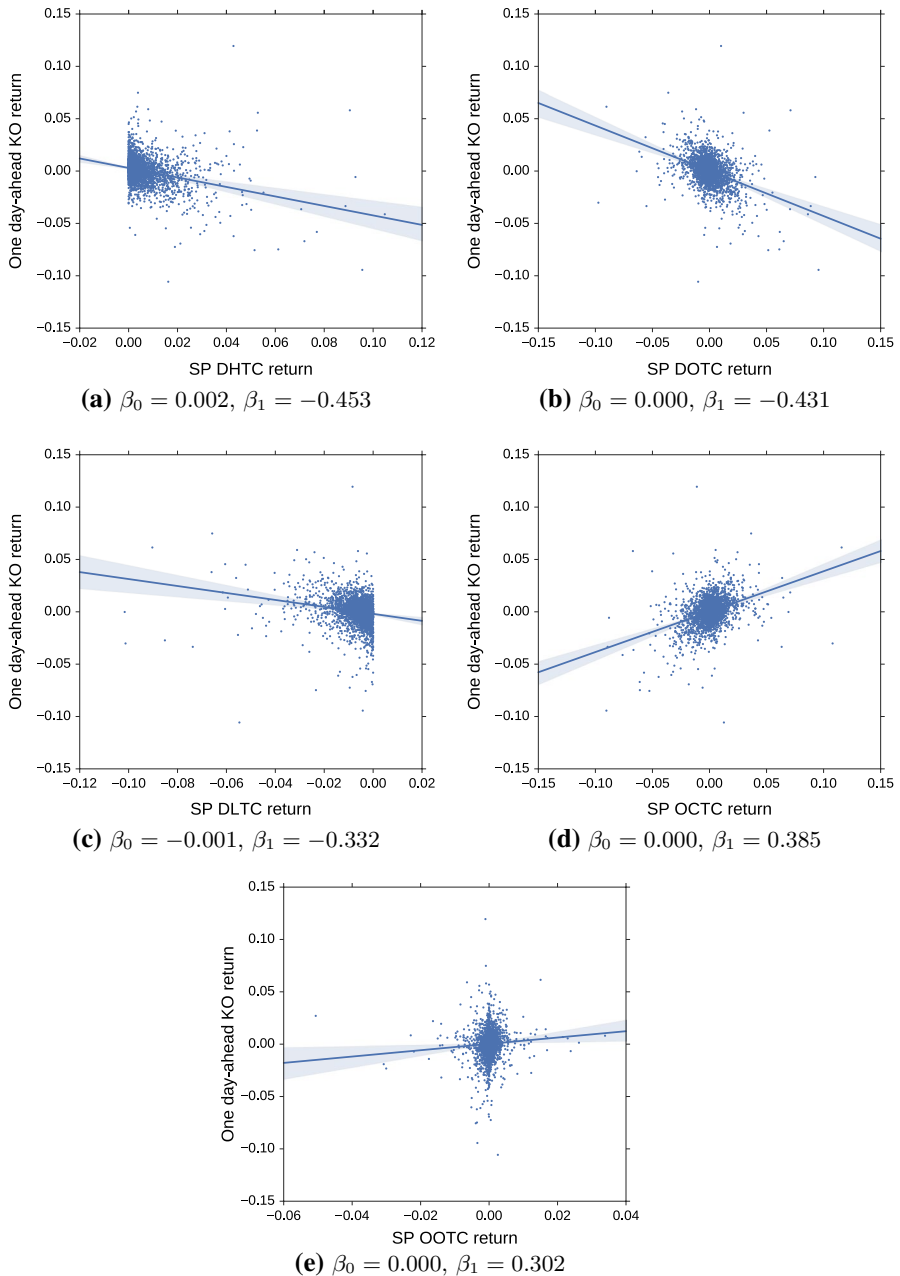 0.15
0.10
0.05
0.00
−0.05
−0.10
−0.15
One day-ahead KO return
−0.02 0.00 0.02 0.04 0.06 0.08 0.10 0.12
SP DHTC return
(a) β0 = 0.002, β1 = −0.453
0.15
0.10
0.05
0.00
−0.05
−0.10
−0.15
One day-ahead KO return
−0.15 −0.10 −0.05 0.00 0.05 0.10 0.15
SP DOTC return
(b) β0 = 0.000, β1 = −0.431
0.15
0.10
0.05
0.00
−0.05
−0.10
−0.15
One day-ahead KO return
−0.12 −0.10 −0.08 −0.06 −0.04 −0.02 0.00 0.02
SP DLTC return
(c) β0 = −0.001, β1 = −0.332
0.15
0.10
0.05
0.00
−0.05
−0.10
−0.15
One day-ahead KO return
−0.15 −0.10 −0.05 0.00 0.05 0.10 0.15
SP OCTC return
(d) β0 = 0.000, β1 = 0.385
0.15
0.10
0.05
0.00
−0.05
−0.10
−0.15
One day-ahead KO return
−0.06 −0.04 −0.02 0.00 0.02 0.04
SP OOTC return
(e) β0 = 0.000, β1 = 0.302